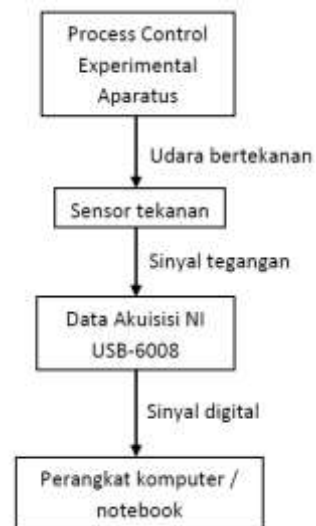 Process Control
Experimental
Aparatus
Udara bertekanan
Sensor tekanan
Sinyal tegangan
Data Akuisisi NI
USB-6008
Sinyal digital
Perangkat komputer /
notebook